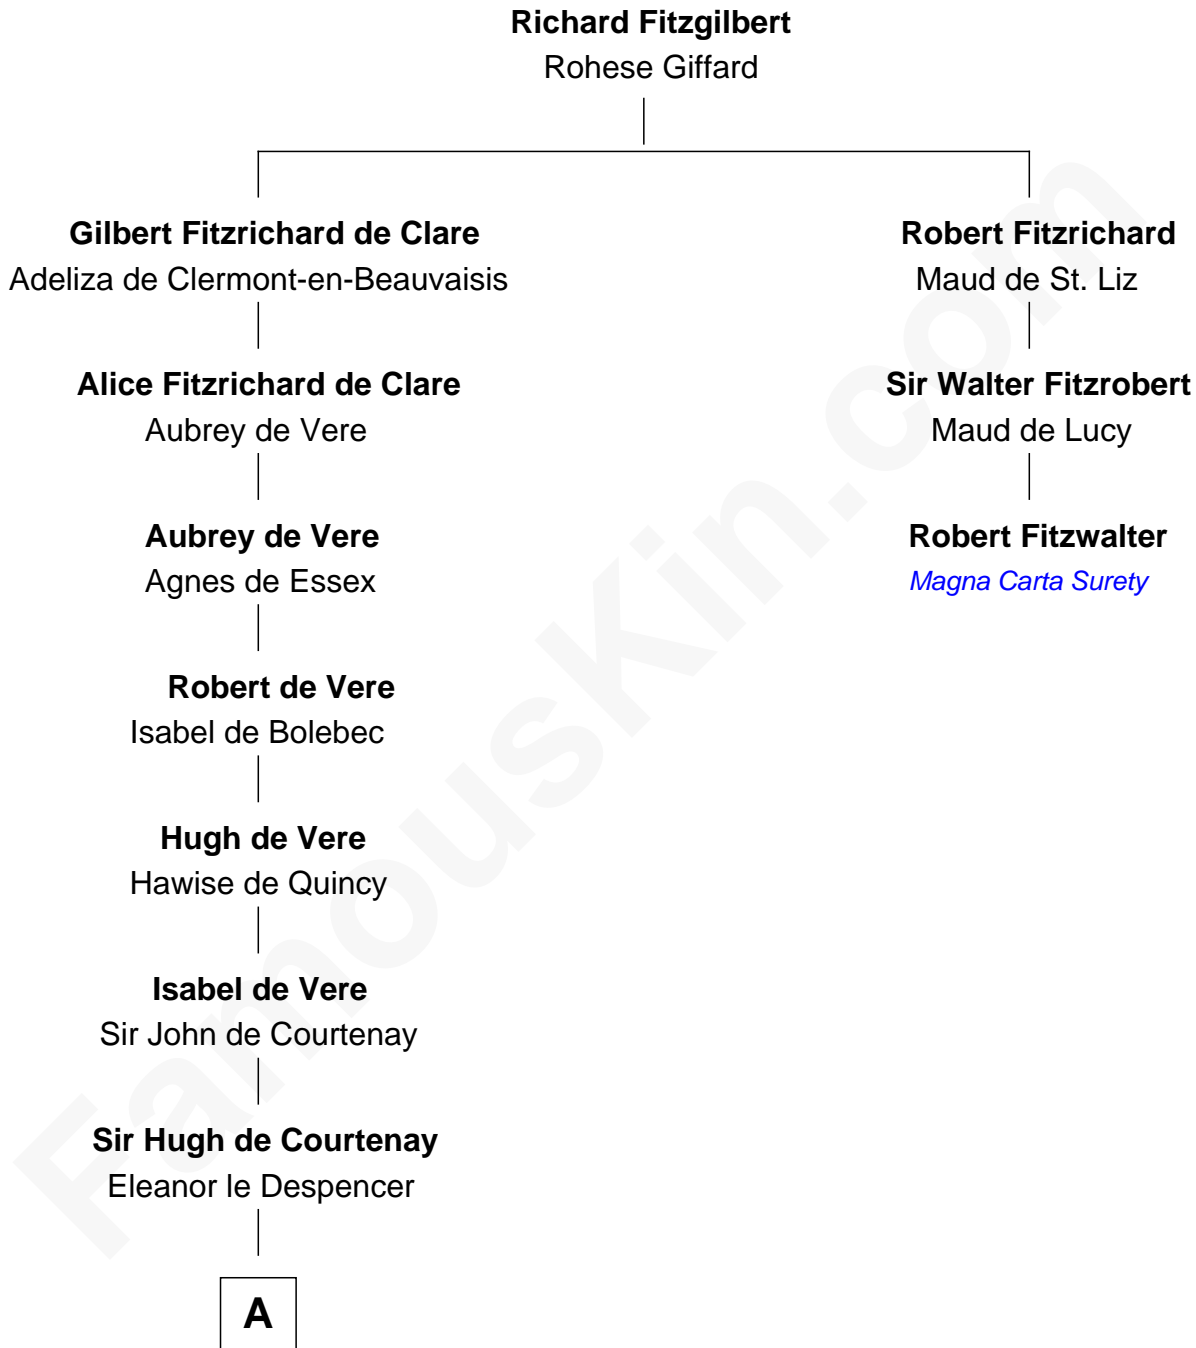 Richard Fitzgilbert
Rohese Giffard
Gilbert Fitzrichard de Clare
Adeliza de Clermont-en-Beauvaisis
Robert Fitzrichard
Maud de St. Liz
Alice Fitzrichard de Clare
Aubrey de Vere
Sir Walter Fitzrobert
Maud de Lucy
Aubrey de Vere
Agnes de Essex
Robert Fitzwalter
Magna Carta Surety
Robert de Vere
Isabel de Bolebec
Hugh de Vere
Hawise de Quincy
Isabel de Vere
Sir John de Courtenay
Sir Hugh de Courtenay
Eleanor le Despencer
A
FamousKin.com